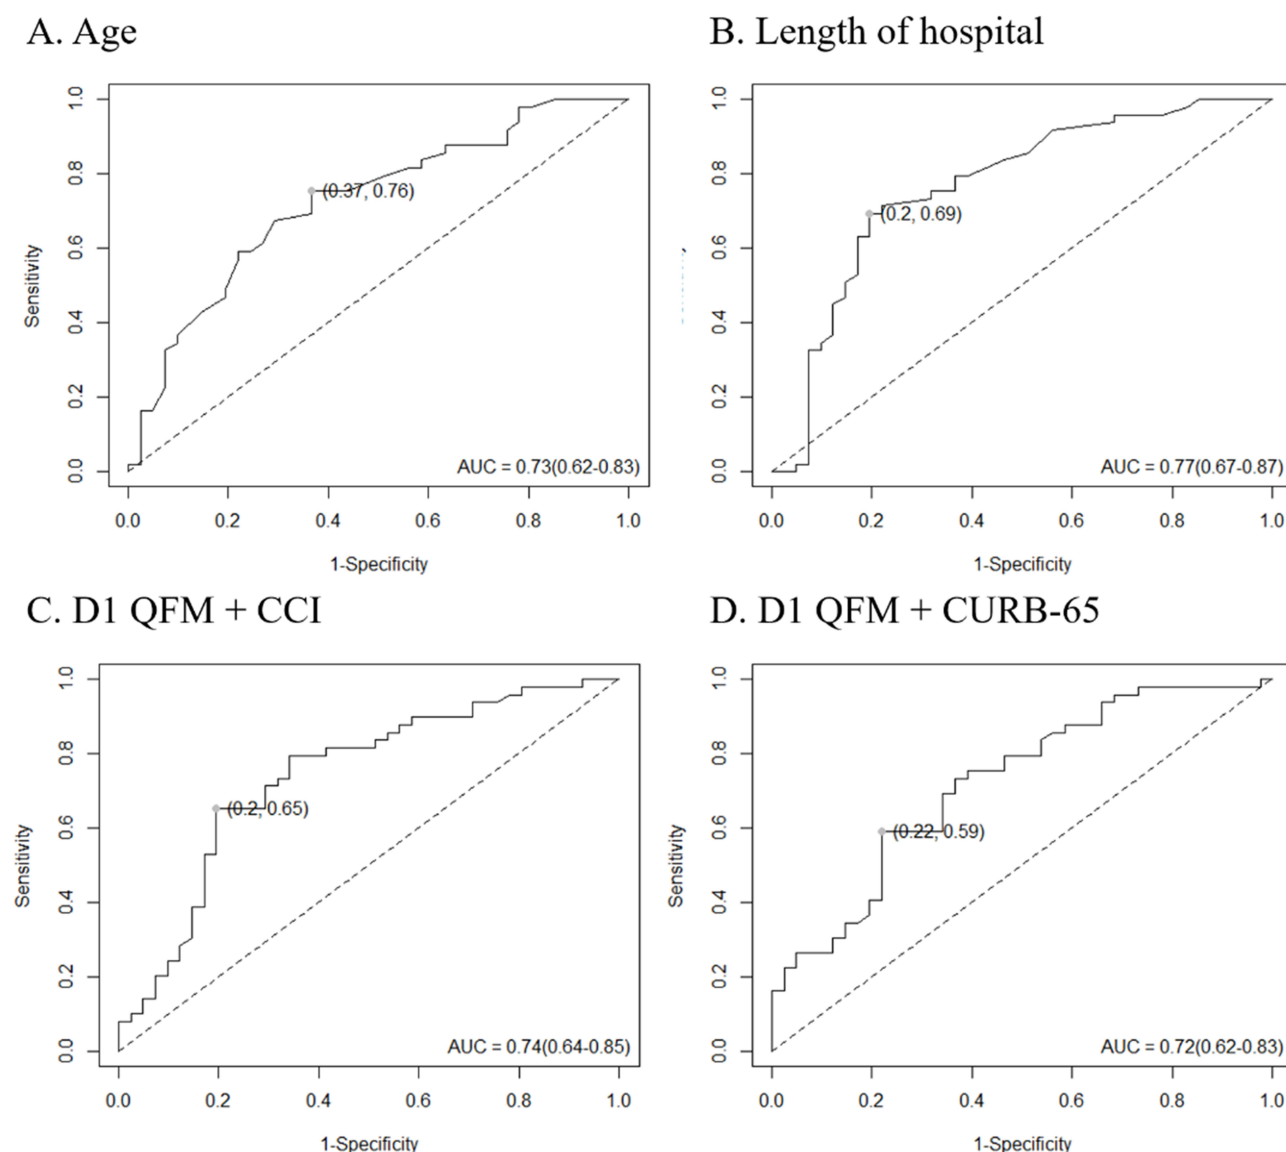 A. Age
B. Length of hospital
1.0
0.8
0.6
0.4
0.2
0.0
Sensitivity
(0.37, 0.76)
AUC = 0.73(0.62-0.83)
0.0 0.2 0.4 0.6 0.8 1.0
1-Specificity
1.0
0.8
0.6
0.4
0.2
0.0
(0.2, 0.69)
AUC = 0.77(0.67-0.87)
0.0 0.2 0.4 0.6 0.8 1.0
1-Specificity
C. D1 QFM + CCI
D. D1 QFM + CURB-65
1.0
0.8
0.6
0.4
0.2
0.0
Sensitivity
(0.2, 0.65)
AUC = 0.74(0.64-0.85)
0.0 0.2 0.4 0.6 0.8 1.0
1-Specificity
1.0
0.8
0.6
0.4
0.2
0.0
Sensitivity
(0.22, 0.59)
AUC = 0.72(0.62-0.83)
0.0 0.2 0.4 0.6 0.8 1.0
1-Specificity